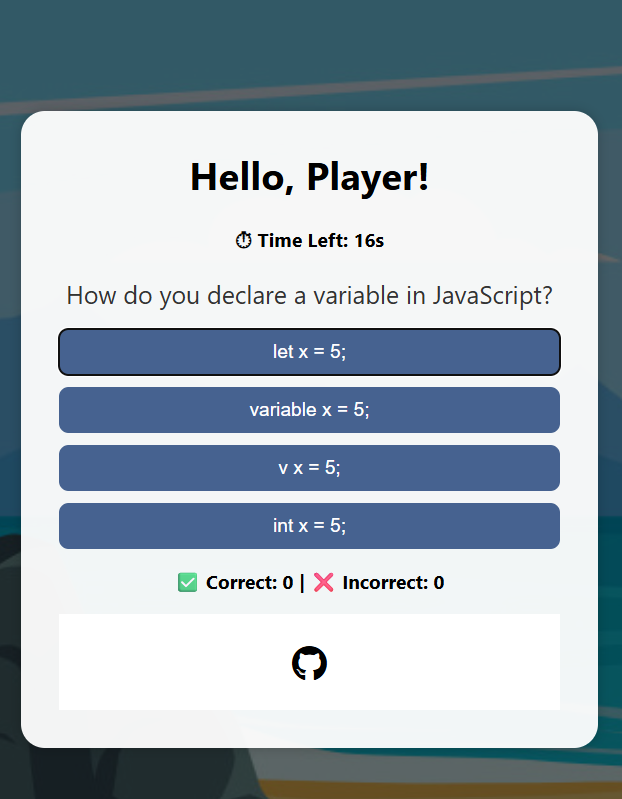 Hello, Player!
⏱ Time Left: 16s
How do you declare a variable in JavaScript?
let x = 5;
variable x = 5;
v x = 5;
int x = 5;
✅ Correct: 0 | ❌ Incorrect: 0